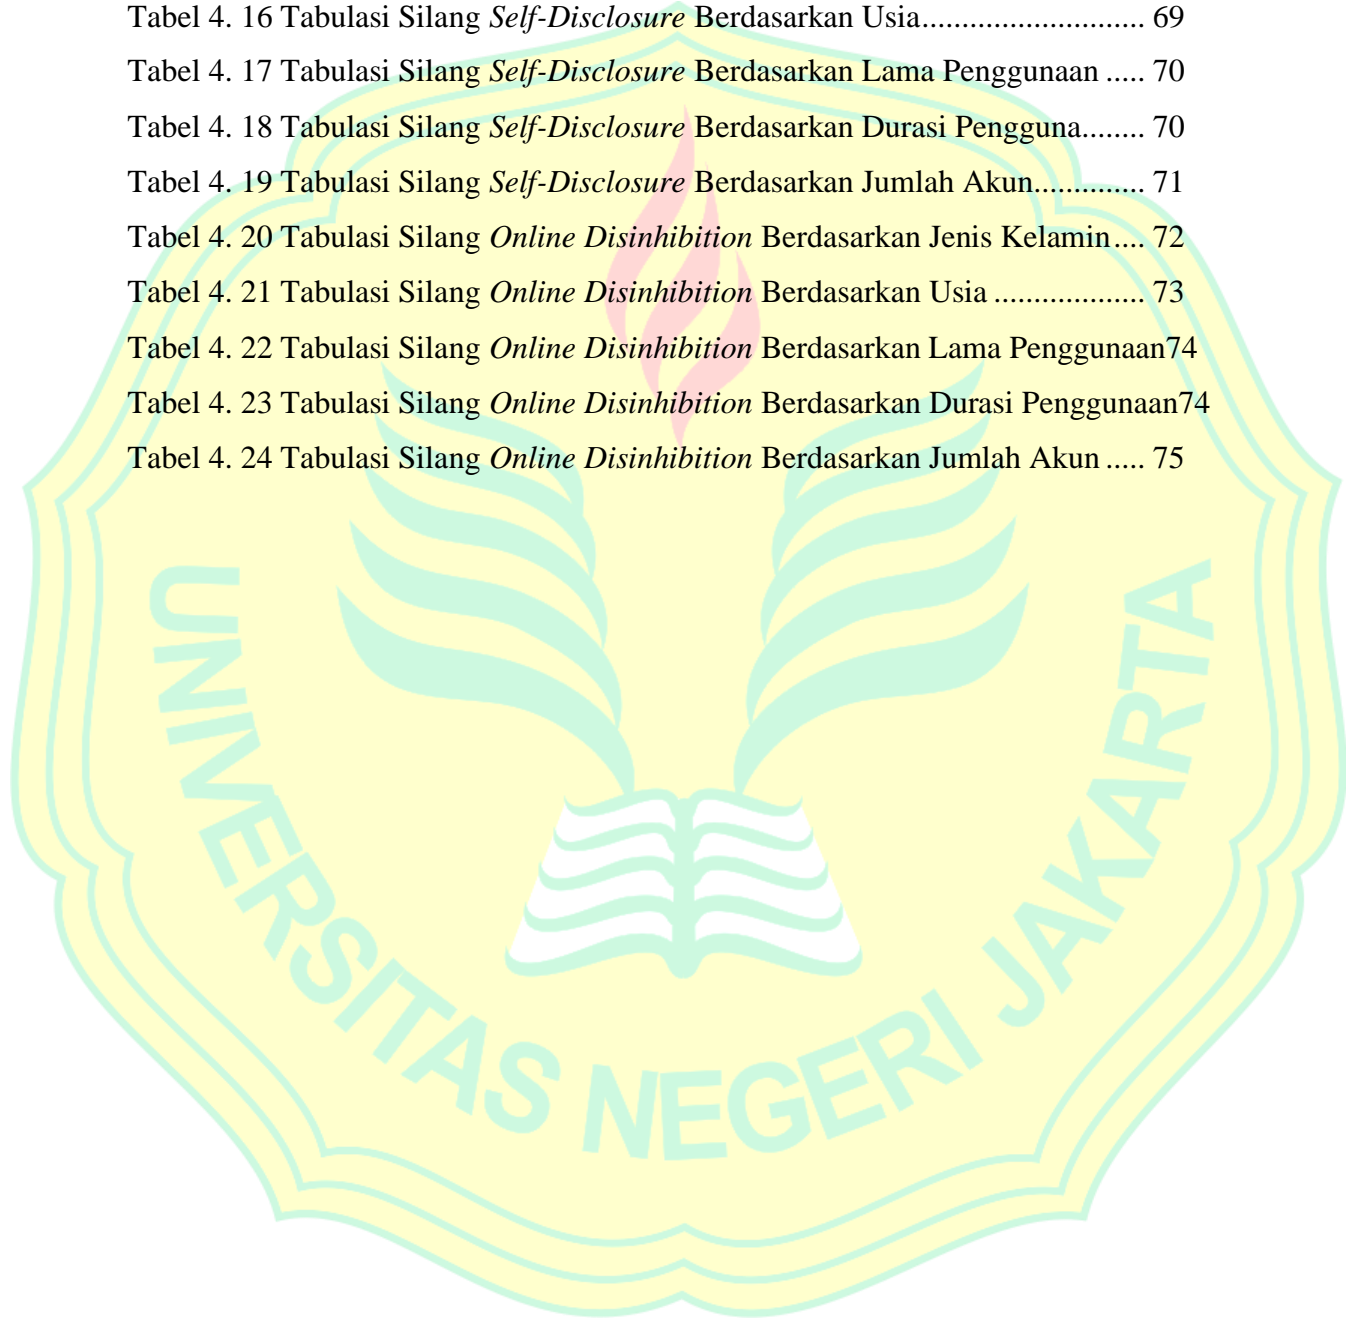 Tabel 4. 16 Tabulasi Silang Self-Disclosure Berdasarkan Usia............................ 69
Tabel 4. 17 Tabulasi Silang Self-Disclosure Berdasarkan Lama Penggunaan ..... 70
Tabel 4. 18 Tabulasi Silang Self-Disclosure Berdasarkan Durasi Pengguna........ 70
Tabel 4. 19 Tabulasi Silang Self-Disclosure Berdasarkan Jumlah Akun.............. 71
Tabel 4. 20 Tabulasi Silang Online Disinhibition Berdasarkan Jenis Kelamin.... 72
Tabel 4. 21 Tabulasi Silang Online Disinhibition Berdasarkan Usia ................... 73
Tabel 4. 22 Tabulasi Silang Online Disinhibition Berdasarkan Lama Penggunaan74
Tabel 4. 23 Tabulasi Silang Online Disinhibition Berdasarkan Durasi Penggunaan74
Tabel 4. 24 Tabulasi Silang Online Disinhibition Berdasarkan Jumlah Akun ..... 75
UNIVERSITAS NEGERI JAKARTA